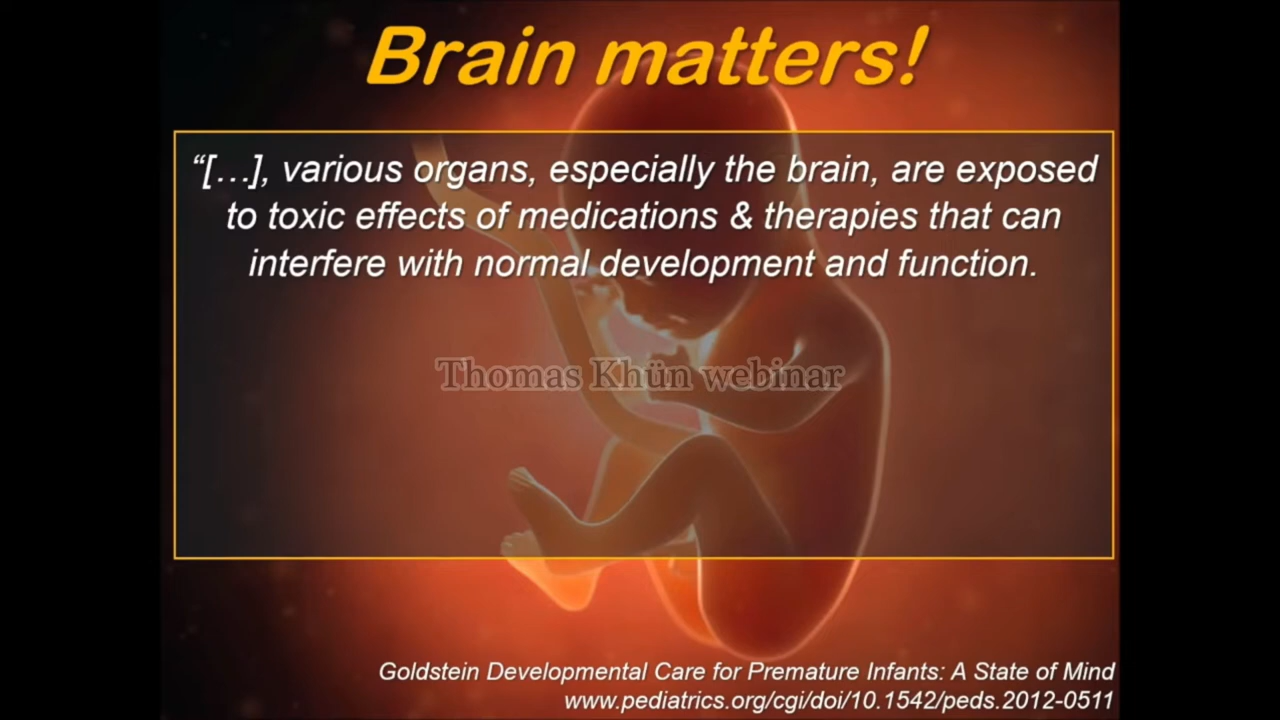 Brain matters!
“[…], various organs, especially the brain, are exposed
to toxic effects of medications & therapies that can
interfere with normal development and function.
Thomas Khün webinar
Goldstein Developmental Care for Premature Infants: A State of Mind
www.pediatrics.org/cgi/doi/10.1542/peds.2012-0511